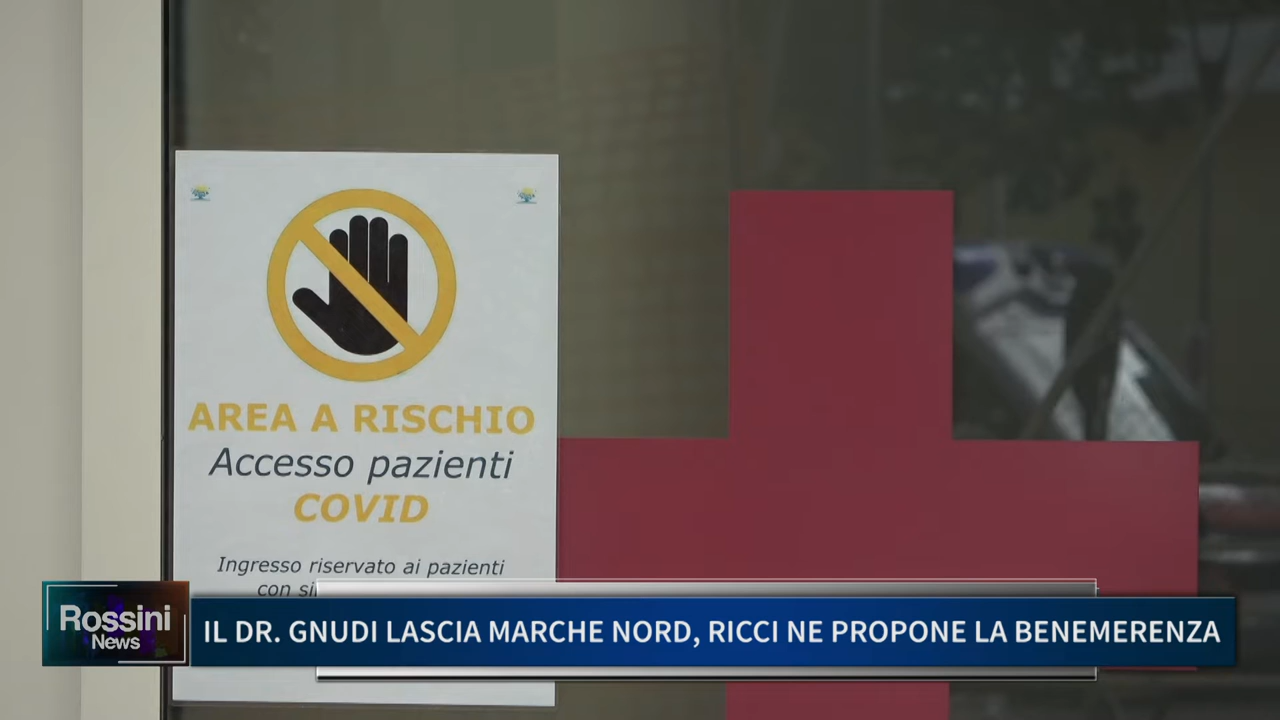 AREA A RISCHIO
Accesso pazienti
COVID
Ingresso riservato ai pazienti
con
Rossini
News
IL DR. GNUDI LASCIA MARCHE NORD, RICCI NE PROPONE LA BENEMERENZA